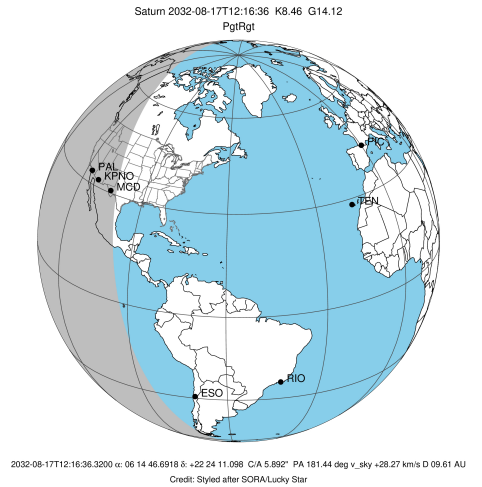 Saturn 2032-08-17T12:16:36 K8.46 G14.12
PgtRgt
PIC
PAL
KPNO
MCD
TEN
RIO
ESO
2032-08-17T12:16:36.3200 α: 06 14 46.6918 δ: +22 24 11.098 C/A 5.892" PA 181.44 deg v_sky +28.27 km/s D 09.61 AU
Credit: Styled after SORA/Lucky Star